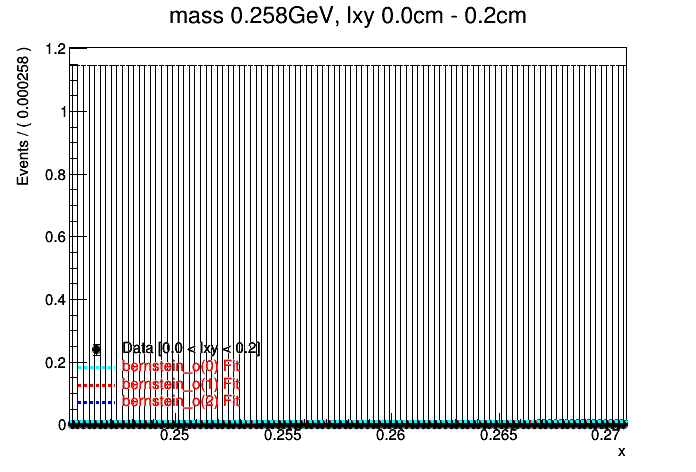 mass 0.258GeV, lxy 0.0cm - 0.2cm
Events / ( 0.000258 )
1.2
1
0.8
0.6
0.4
0.2
0
Data [0.0 < lxy < 0.2]
bernstein_o(0) Fit
bernstein_o(1) Fit
bernstein_o(2) Fit
0.25
0.255
0.26
0.265
0.27
x